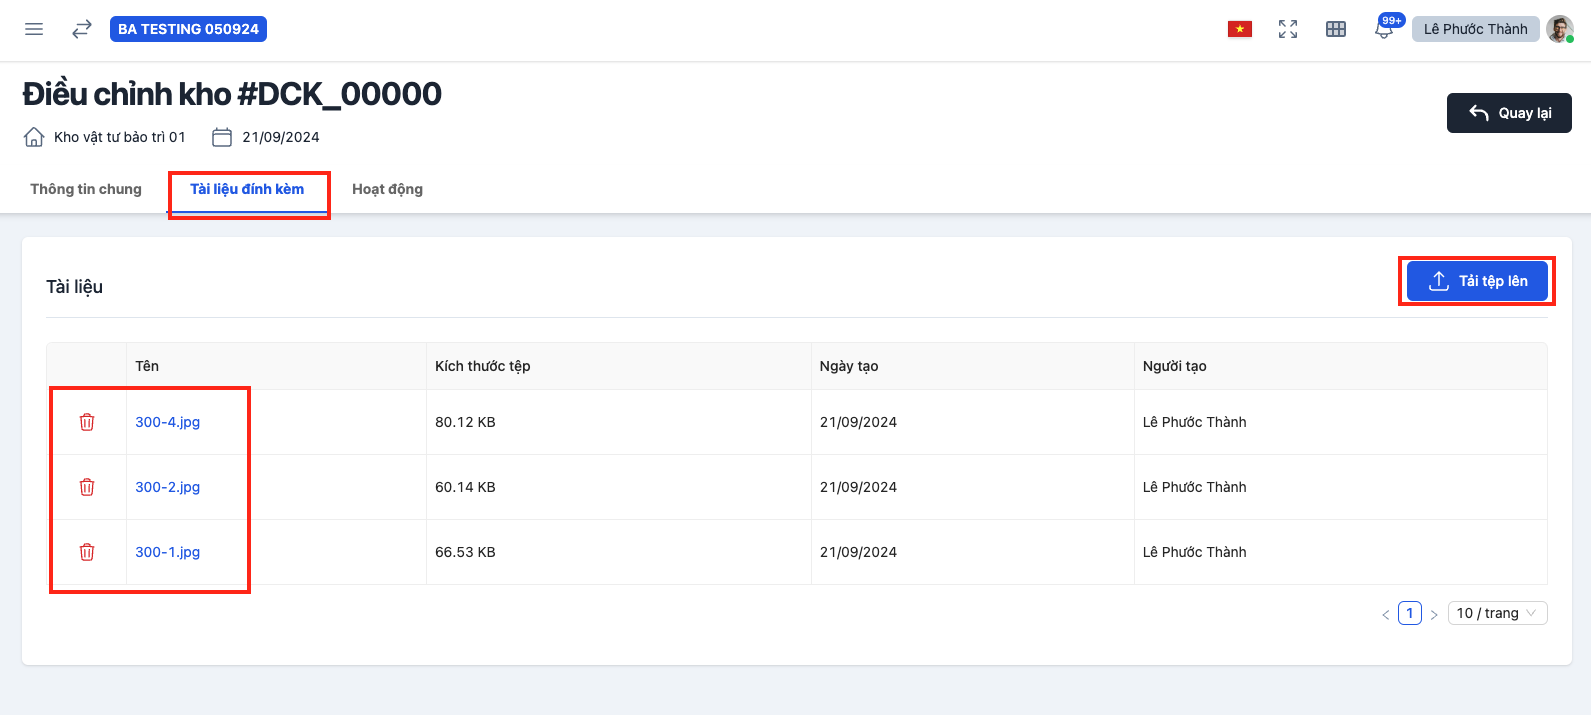 BA TESTING 050924
99+
Lê Phước Thành
Điều chỉnh kho #DCK_00000
Quay lại
Kho vật tư bảo trì 01
21/09/2024
Thông tin chung
Tài liệu đính kèm
Hoạt động
Tài liệu
Tải tệp lên
Tên
Kích thước tệp
Ngày tạo
Người tạo
300-4.jpg
80.12 KB
21/09/2024
Lê Phước Thành
300-2.jpg
60.14 KB
21/09/2024
Lê Phước Thành
300-1.jpg
66.53 KB
21/09/2024
Lê Phước Thành
< 1 >
10 / trang